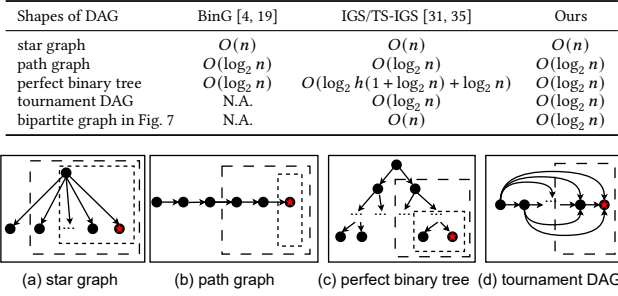 Shapes of DAG BinG [4, 19] IGS/TS-IGS [31, 35] Ours
star graph O(n) O(n) O(n)
path graph O(log₂ n) O(log₂ n) O(log₂ n)
perfect binary tree O(log₂ n) O(log₂ h(1 + log₂ n) + log₂ n) O(log₂ n)
tournament DAG N.A. O(log₂ n) O(log₂ n)
bipartite graph in Fig. 7 N.A. O(n) O(log₂ n)
(a) star graph (b) path graph (c) perfect binary tree (d) tournament DAG